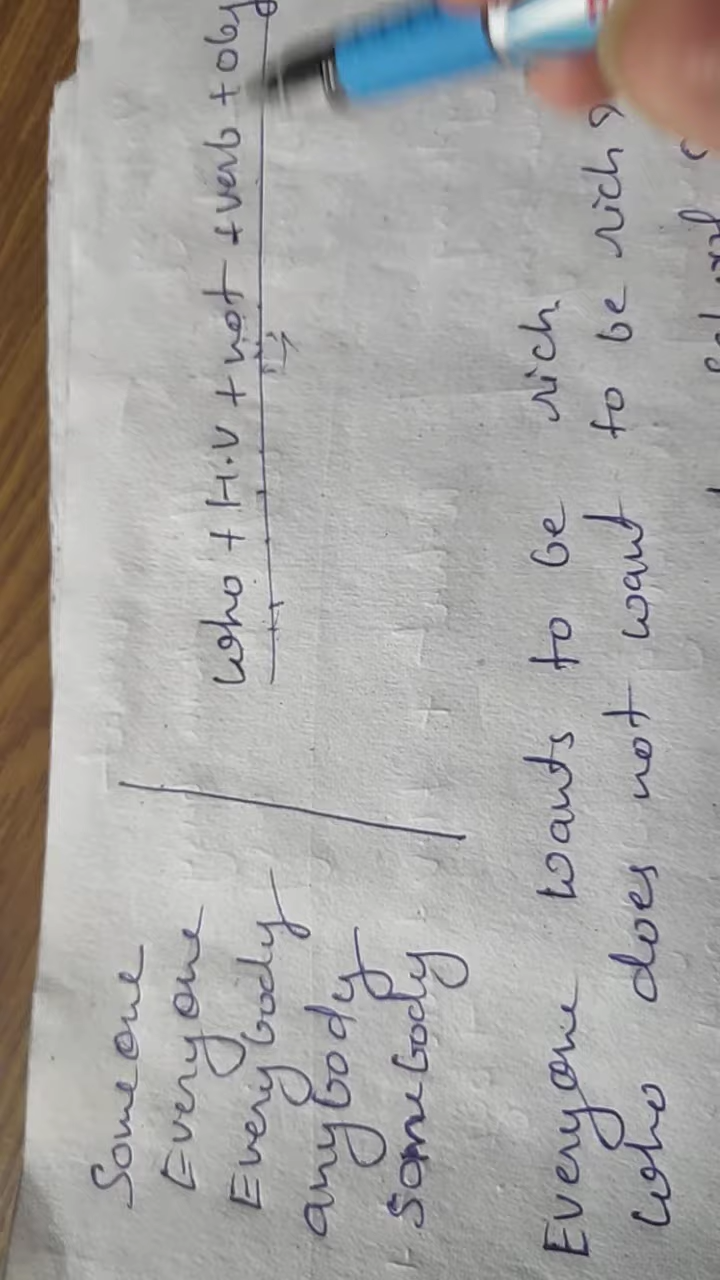 Someone
Everyone
Everybody
anybody
somebody
who + H.V + not + verb + obj
Everyone wants to be rich
who does not want to be rich?